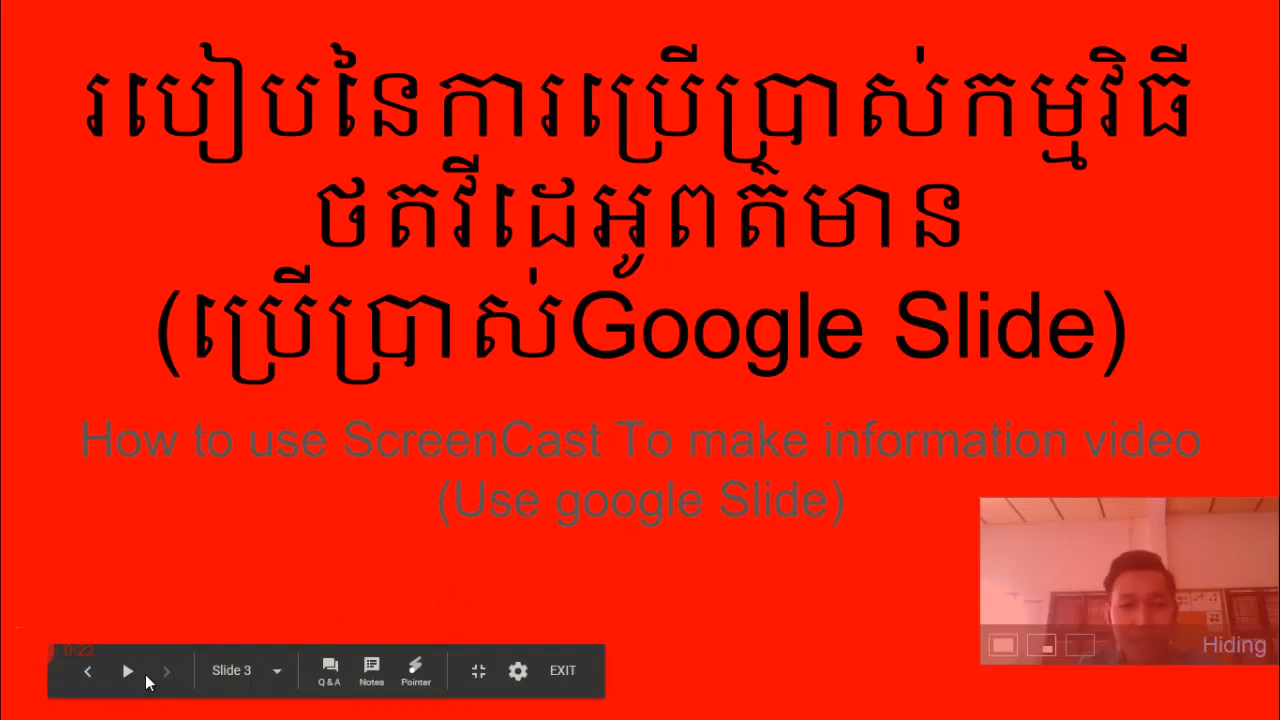 របៀបនៃការប្រើប្រាស់កម្មវិធី
ថតវីដេអូពត៌មាន
(ប្រើប្រាស់Google Slide)
How to use ScreenCast To make information video
(Use google Slide)
Hiding
0:22
Slide 3
Q & A
Notes
Pointer
EXIT